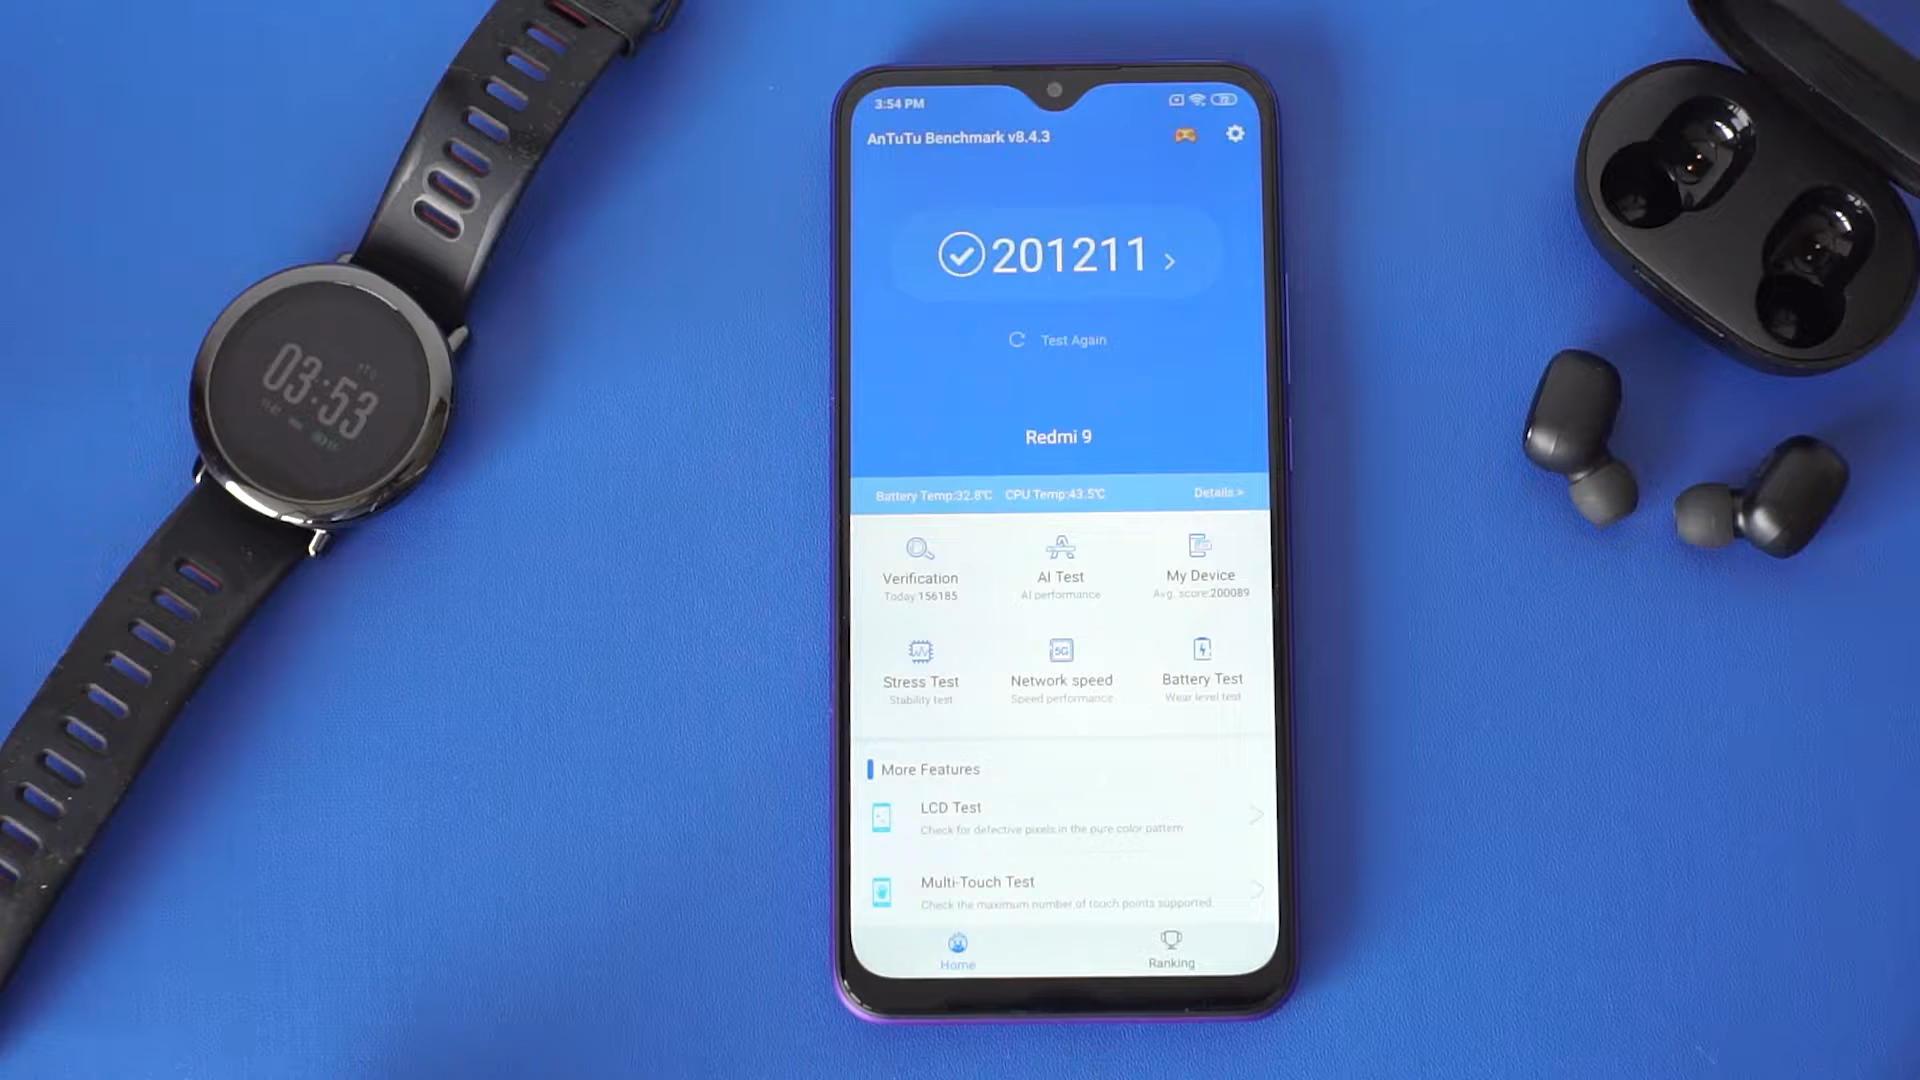 3:54 PM
72
AnTuTu Benchmark v8.4.3
201211 >
Test Again
Redmi 9
Battery Temp:32.8℃ CPU Temp:43.5℃ Details >
Verification
Today:156185
AI Test
AI performance
My Device
Avg. score:200089
Stress Test
Stability test
5G
Network speed
Speed performance
Battery Test
Wear level test
More Features
LCD Test
Check for defective pixels in the pure color pattern
Multi-Touch Test
Check the maximum number of touch points supported.
Home
Ranking
03:53